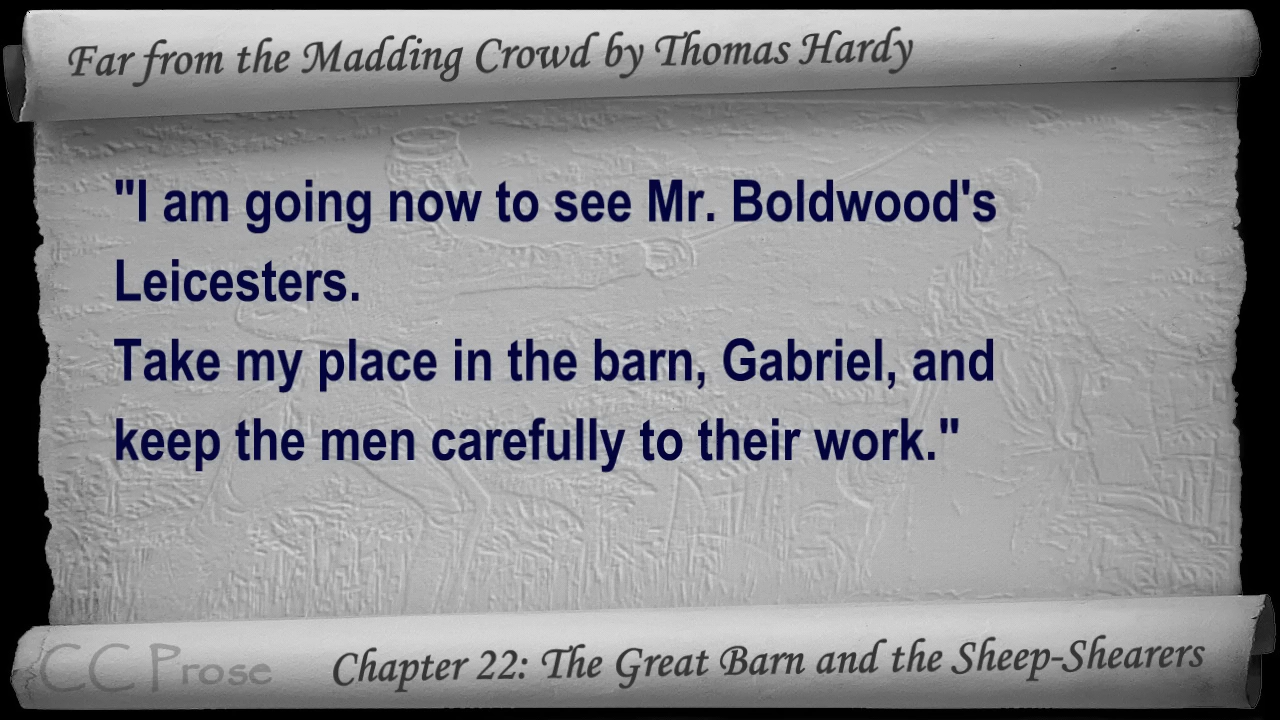 Far from the Madding Crowd by Thomas Hardy
"I am going now to see Mr. Boldwood's
Leicesters.
Take my place in the barn, Gabriel, and
keep the men carefully to their work."
CC Prose
Chapter 22: The Great Barn and the Sheep-Shearers